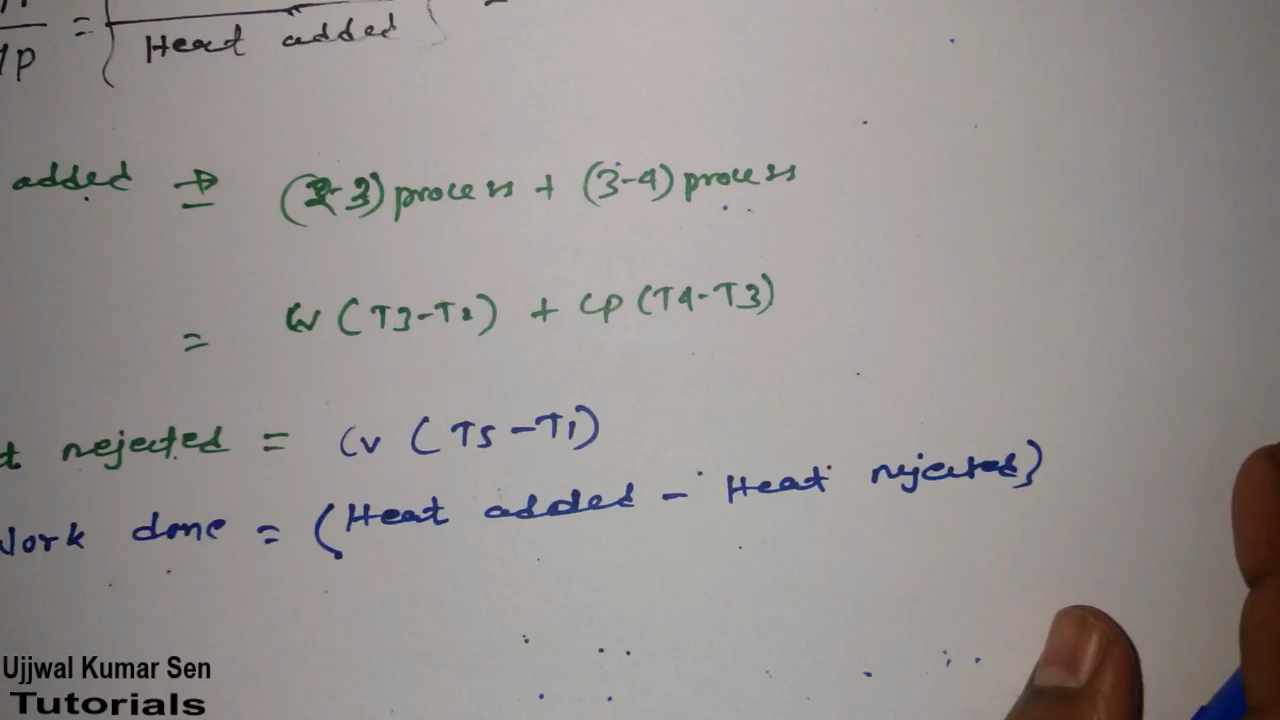 = Heat added
added ⇒ (2-3) process + (3-4) process
= Cv (T3-T2) + Cp (T4-T3)
rejected = Cv (T5-T1)
Work done = (Heat added - Heat rejected)
Ujjwal Kumar Sen
Tutorials